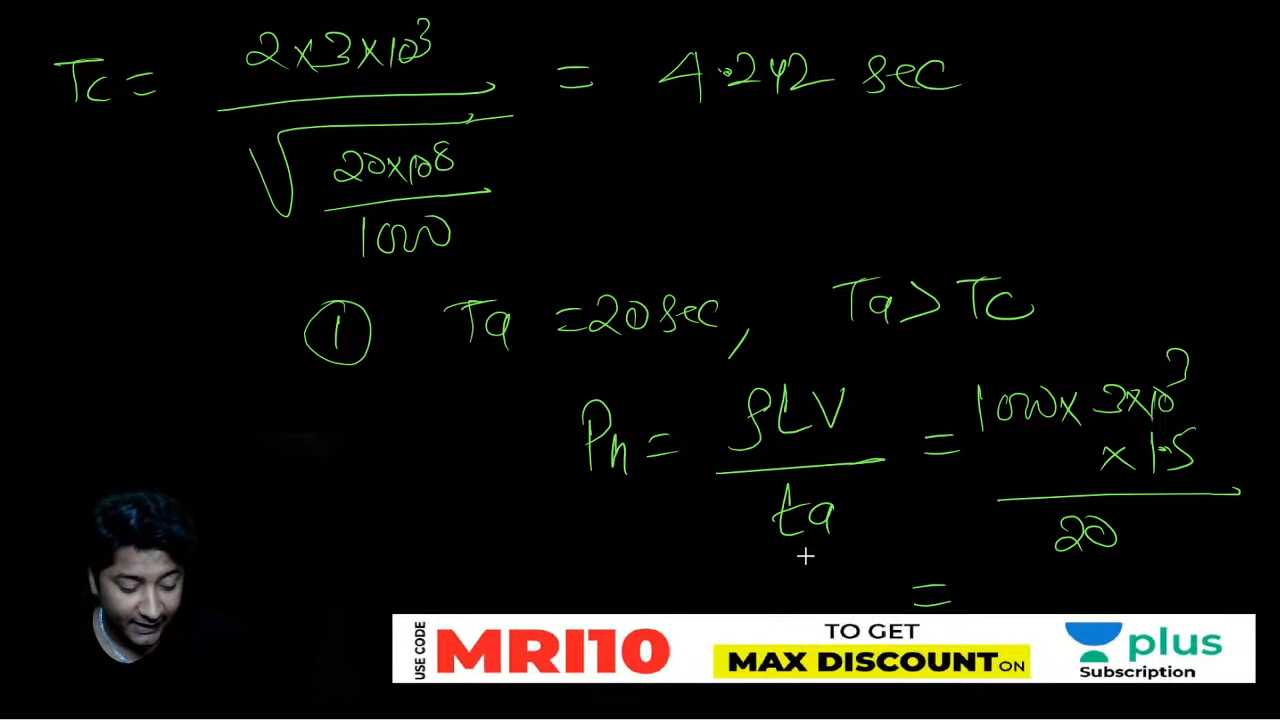 Tc = 2×3×10³ / √(20×10⁸ / 1000) = 4.242 sec
① Ta = 20 sec, Ta > Tc
Ph = ρLV / ta = 1000 × 3×10³ × 1.5 / 20
=
USE CODE MRI10
TO GET
MAX DISCOUNT ON
plus
Subscription